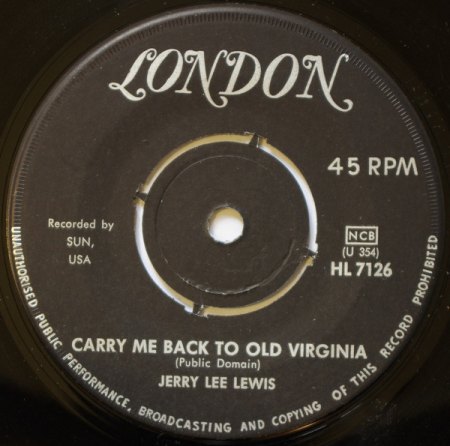 LONDON
45 RPM
Recorded by
SUN,
USA
NCB
(U 354)
HL 7126
CARRY ME BACK TO OLD VIRGINIA
(Public Domain)
JERRY LEE LEWIS
UNAUTHORISED PUBLIC PERFORMANCE, BROADCASTING AND COPYING OF THIS RECORD PROHIBITED